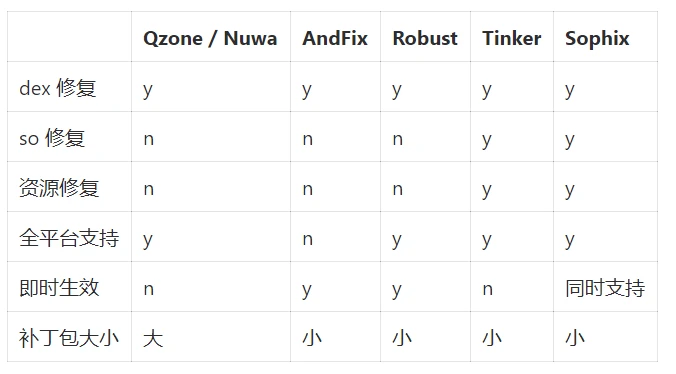 Qzone / Nuwa AndFix Robust Tinker Sophix
dex 修复 y y y y y
so 修复 n n n y y
资源修复 n n n y y
全平台支持 y n y y y
即时生效 n y y n 同时支持
补丁包大小 大 小 小 小 小